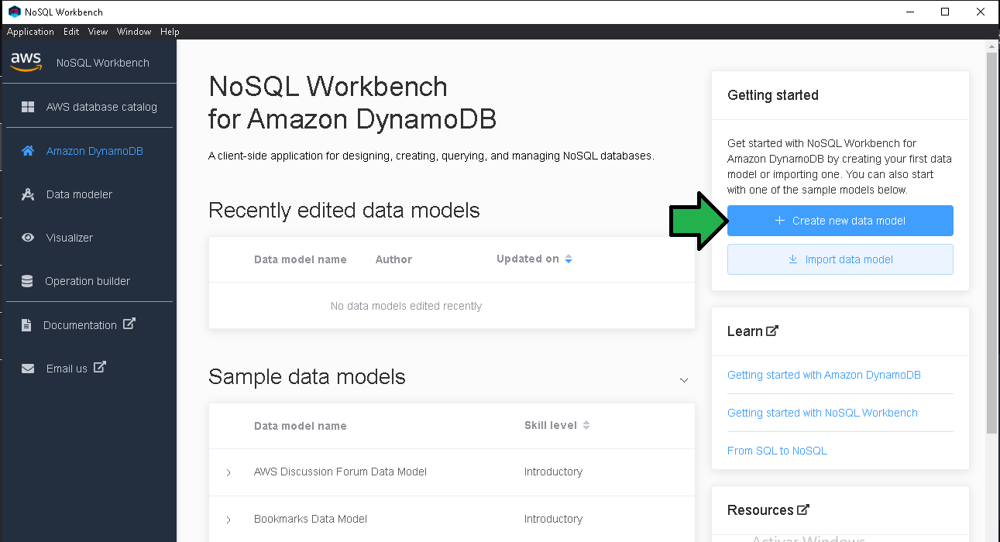 NoSQL Workbench
Application Edit View Window Help
aws NoSQL Workbench
AWS database catalog
Amazon DynamoDB
Data modeler
Visualizer
Operation builder
Documentation
Email us
NoSQL Workbench
for Amazon DynamoDB
A client-side application for designing, creating, querying, and managing NoSQL databases.
Recently edited data models
Data model name Author Updated on
No data models edited recently
Sample data models
Data model name Skill level
AWS Discussion Forum Data Model Introductory
Bookmarks Data Model Introductory
Getting started
Get started with NoSQL Workbench for
Amazon DynamoDB by creating your first data
model or importing one. You can also start
with one of the sample models below.
Create new data model
Import data model
Learn
Getting started with Amazon DynamoDB
Getting started with NoSQL Workbench
From SQL to NoSQL
Resources
Activar Windows